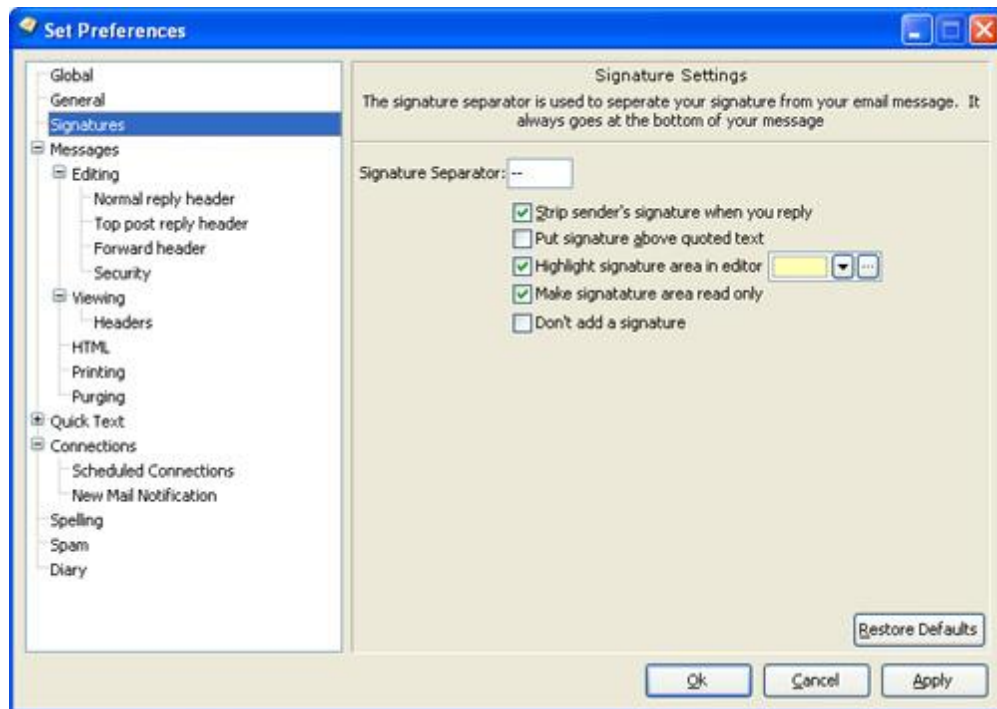 Set Preferences
Global
General
Signatures
Messages
Editing
Normal reply header
Top post reply header
Forward header
Security
Viewing
Headers
HTML
Printing
Purging
Quick Text
Connections
Scheduled Connections
New Mail Notification
Spelling
Spam
Diary
Signature Settings
The signature separator is used to seperate your signature from your email message. It
always goes at the bottom of your message
Signature Separator: --
Strip sender's signature when you reply
Put signature above quoted text
Highlight signature area in editor ...
Make signatature area read only
Don't add a signature
Restore Defaults
Ok Cancel Apply